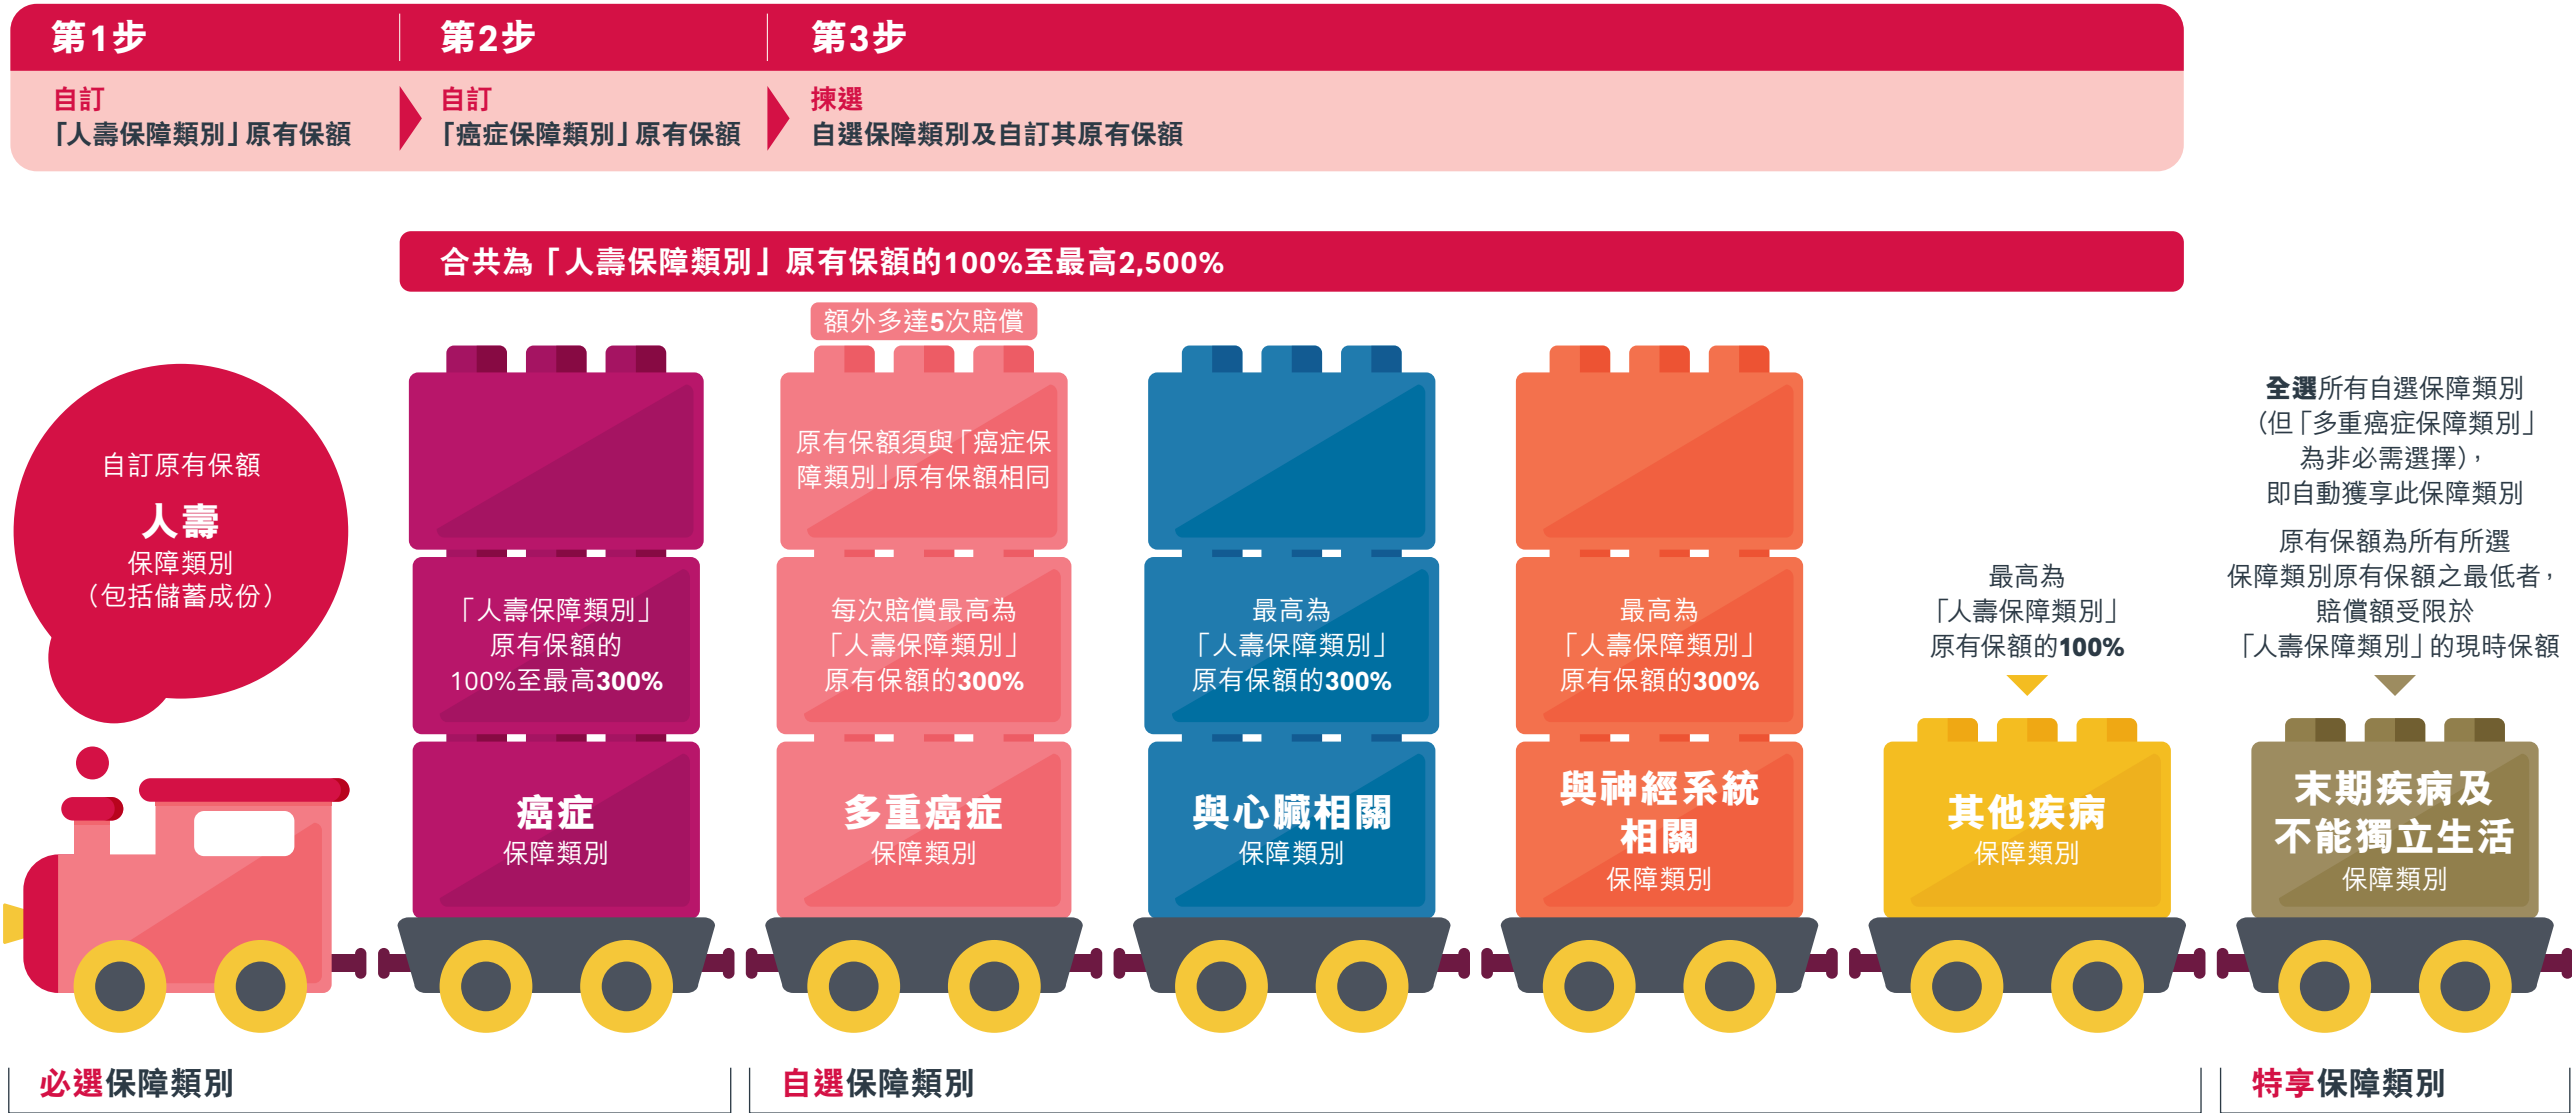 第1步
自訂
「人壽保障類別」原有保額
第2步
自訂
「癌症保障類別」原有保額
第3步
揀選
自選保障類別及自訂其原有保額
合共為「人壽保障類別」原有保額的100%至最高2,500%
自訂原有保額
人壽
保障類別
（包括儲蓄成份）
「人壽保障類別」
原有保額的
100%至最高300%
癌症
保障類別
額外多達5次賠償
原有保額須與「癌症保
障類別」原有保額相同
每次賠償最高為
「人壽保障類別」
原有保額的300%
多重癌症
保障類別
最高為
「人壽保障類別」
原有保額的300%
與心臟相關
保障類別
最高為
「人壽保障類別」
原有保額的300%
與神經系統
相關
保障類別
最高為
「人壽保障類別」
原有保額的100%
其他疾病
保障類別
全選所有自選保障類別
（但「多重癌症保障類別」
為非必需選擇），
即自動獲享此保障類別
原有保額為所有所選
保障類別原有保額之最低者，
賠償額受限於
「人壽保障類別」的現時保額
末期疾病及
不能獨立生活
保障類別
必選保障類別
自選保障類別
特享保障類別